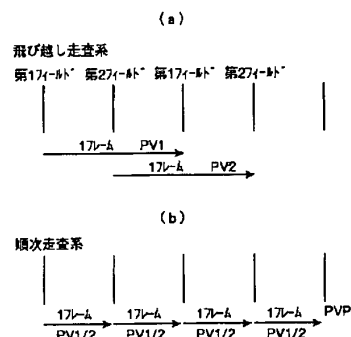 (a)
飛び越し走査系
第1フィールド 第2フィールド 第1フィールド 第2フィールド
1フレーム PV1
1フレーム PV2
(b)
順次走査系
1フレーム 1フレーム 1フレーム 1フレーム PVP
PV1/2 PV1/2 PV1/2 PV1/2